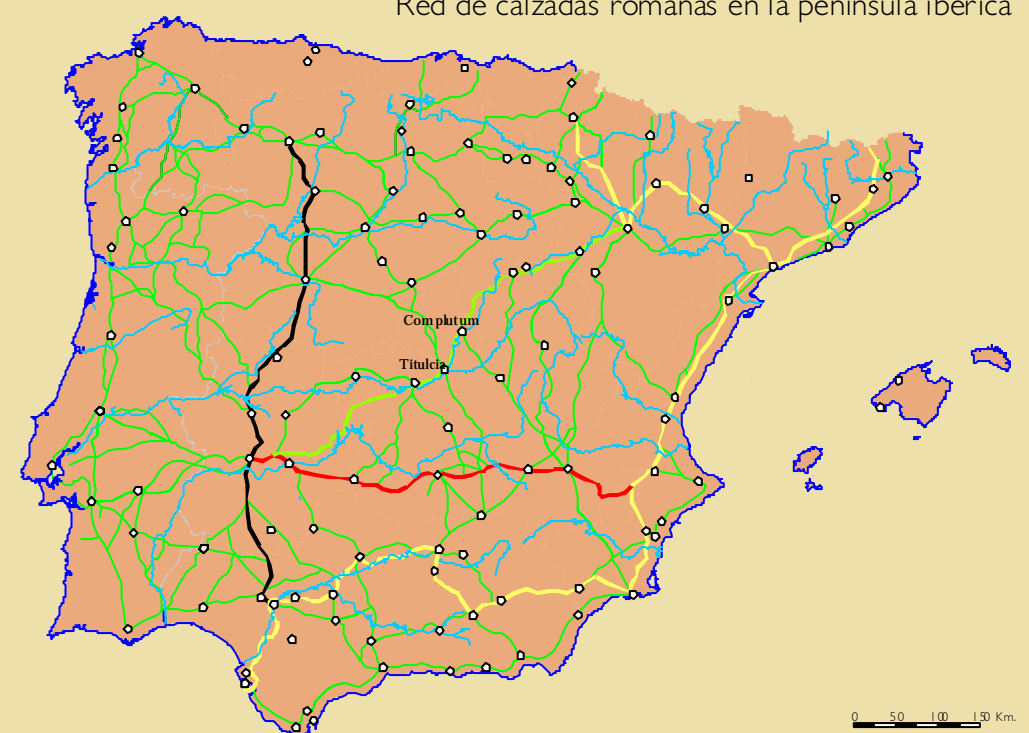 Red de calzadas romanas en la península ibérica
Complutum
Titulcia
0 50 100 150 Km.